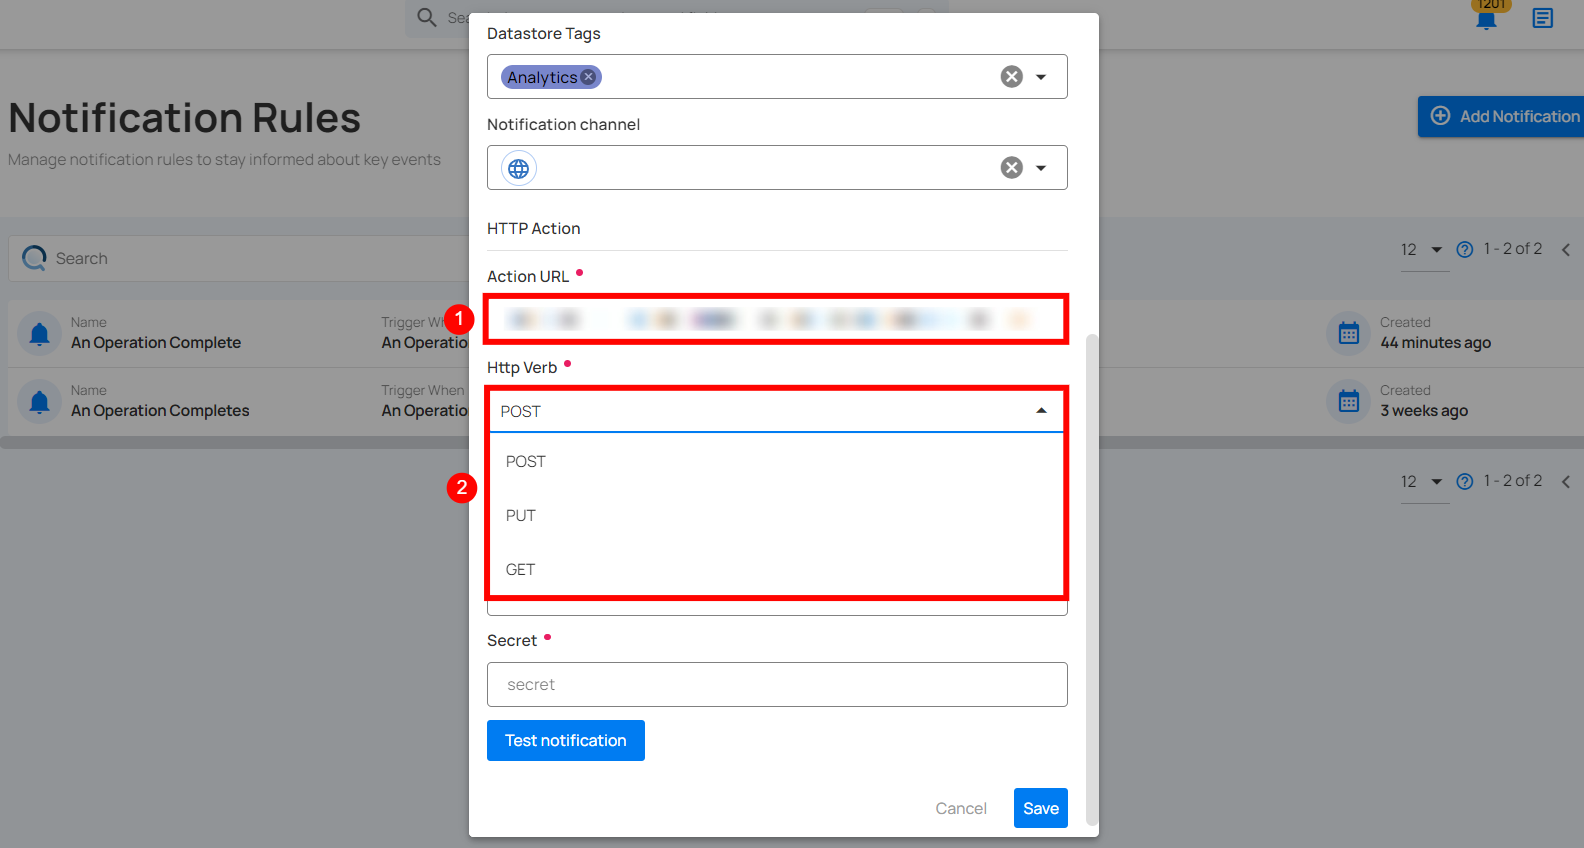 1201
Notification Rules
Manage notification rules to stay informed about key events
Add Notification
Search
12
1 - 2 of 2
Name
An Operation Complete
Trigger
An Operatio
Created
44 minutes ago
Name
An Operation Completes
Trigger When
An Operatio
Created
3 weeks ago
12
1 - 2 of 2
Datastore Tags
Analytics
Notification channel
HTTP Action
Action URL
1
Http Verb
2
POST
POST
PUT
GET
Secret
secret
Test notification
Cancel
Save